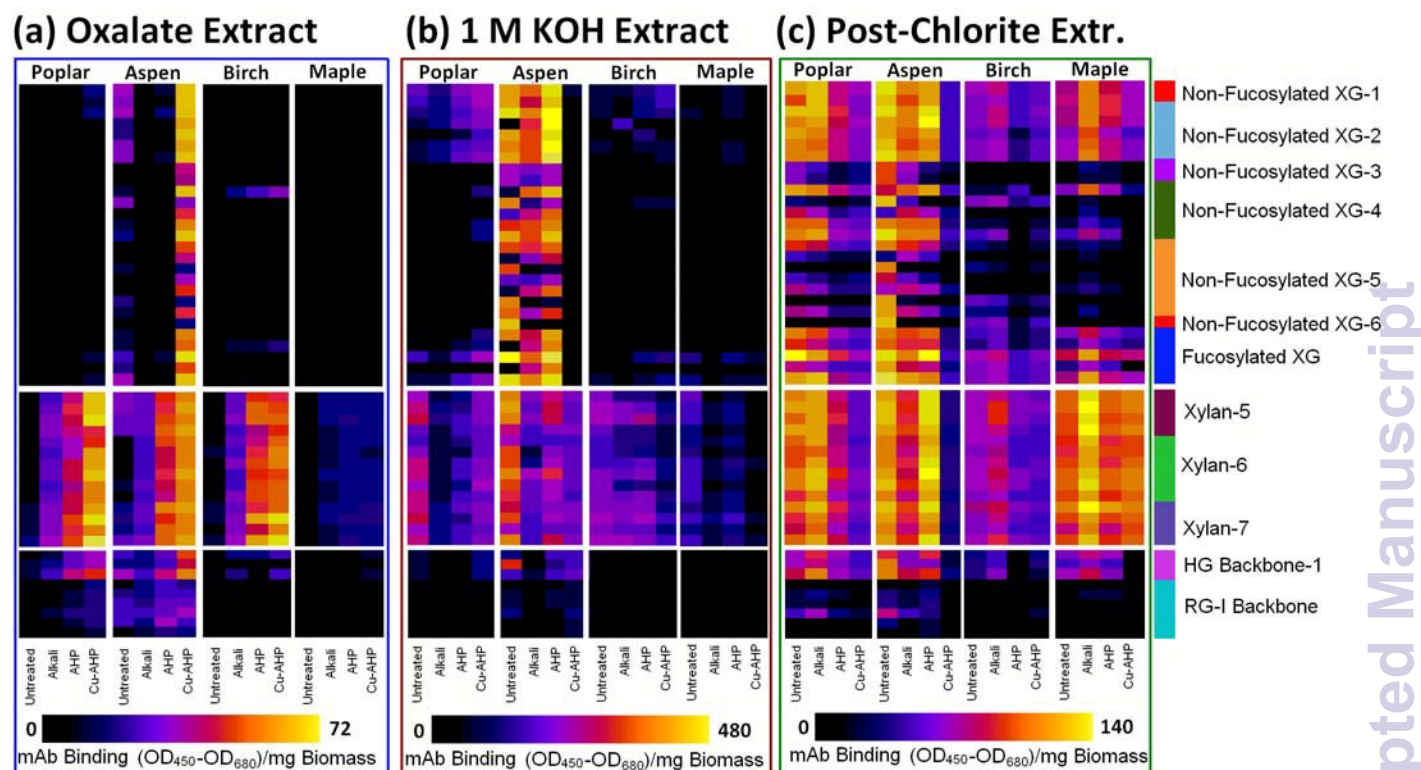 (a) Oxalate Extract
(b) 1 M KOH Extract
(c) Post-Chlorite Extr.
Poplar Aspen Birch Maple
Poplar Aspen Birch Maple
Poplar Aspen Birch Maple
Non-Fucosylated XG-1
Non-Fucosylated XG-2
Non-Fucosylated XG-3
Non-Fucosylated XG-4
Non-Fucosylated XG-5
Non-Fucosylated XG-6
Fucosylated XG
Xylan-5
Xylan-6
Xylan-7
HG Backbone-1
RG-I Backbone
Untreated Alkali AHP Cu-AHP Untreated Alkali AHP Cu-AHP Untreated Alkali AHP Cu-AHP Untreated Alkali AHP Cu-AHP
Untreated Alkali AHP Cu-AHP Untreated Alkali AHP Cu-AHP Untreated Alkali AHP Cu-AHP Untreated Alkali AHP Cu-AHP
Untreated Alkali AHP Cu-AHP Untreated Alkali AHP Cu-AHP Untreated Alkali AHP Cu-AHP Untreated Alkali AHP Cu-AHP
0 72
mAb Binding (OD450-OD680)/mg Biomass
0 480
mAb Binding (OD450-OD680)/mg Biomass
0 140
mAb Binding (OD450-OD680)/mg Biomass
pted Manuscript